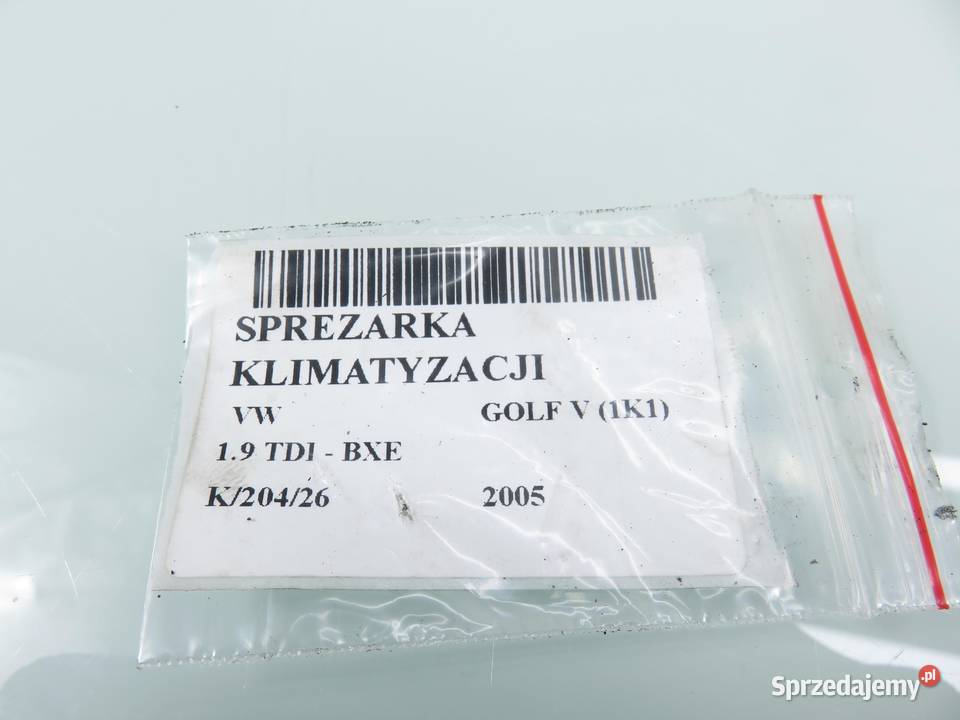 SPREZARKA
KLIMATYZACJI
VW GOLF V (1K1)
1.9 TDI - BXE
K/204/26 2005
Sprzedajemy.pl